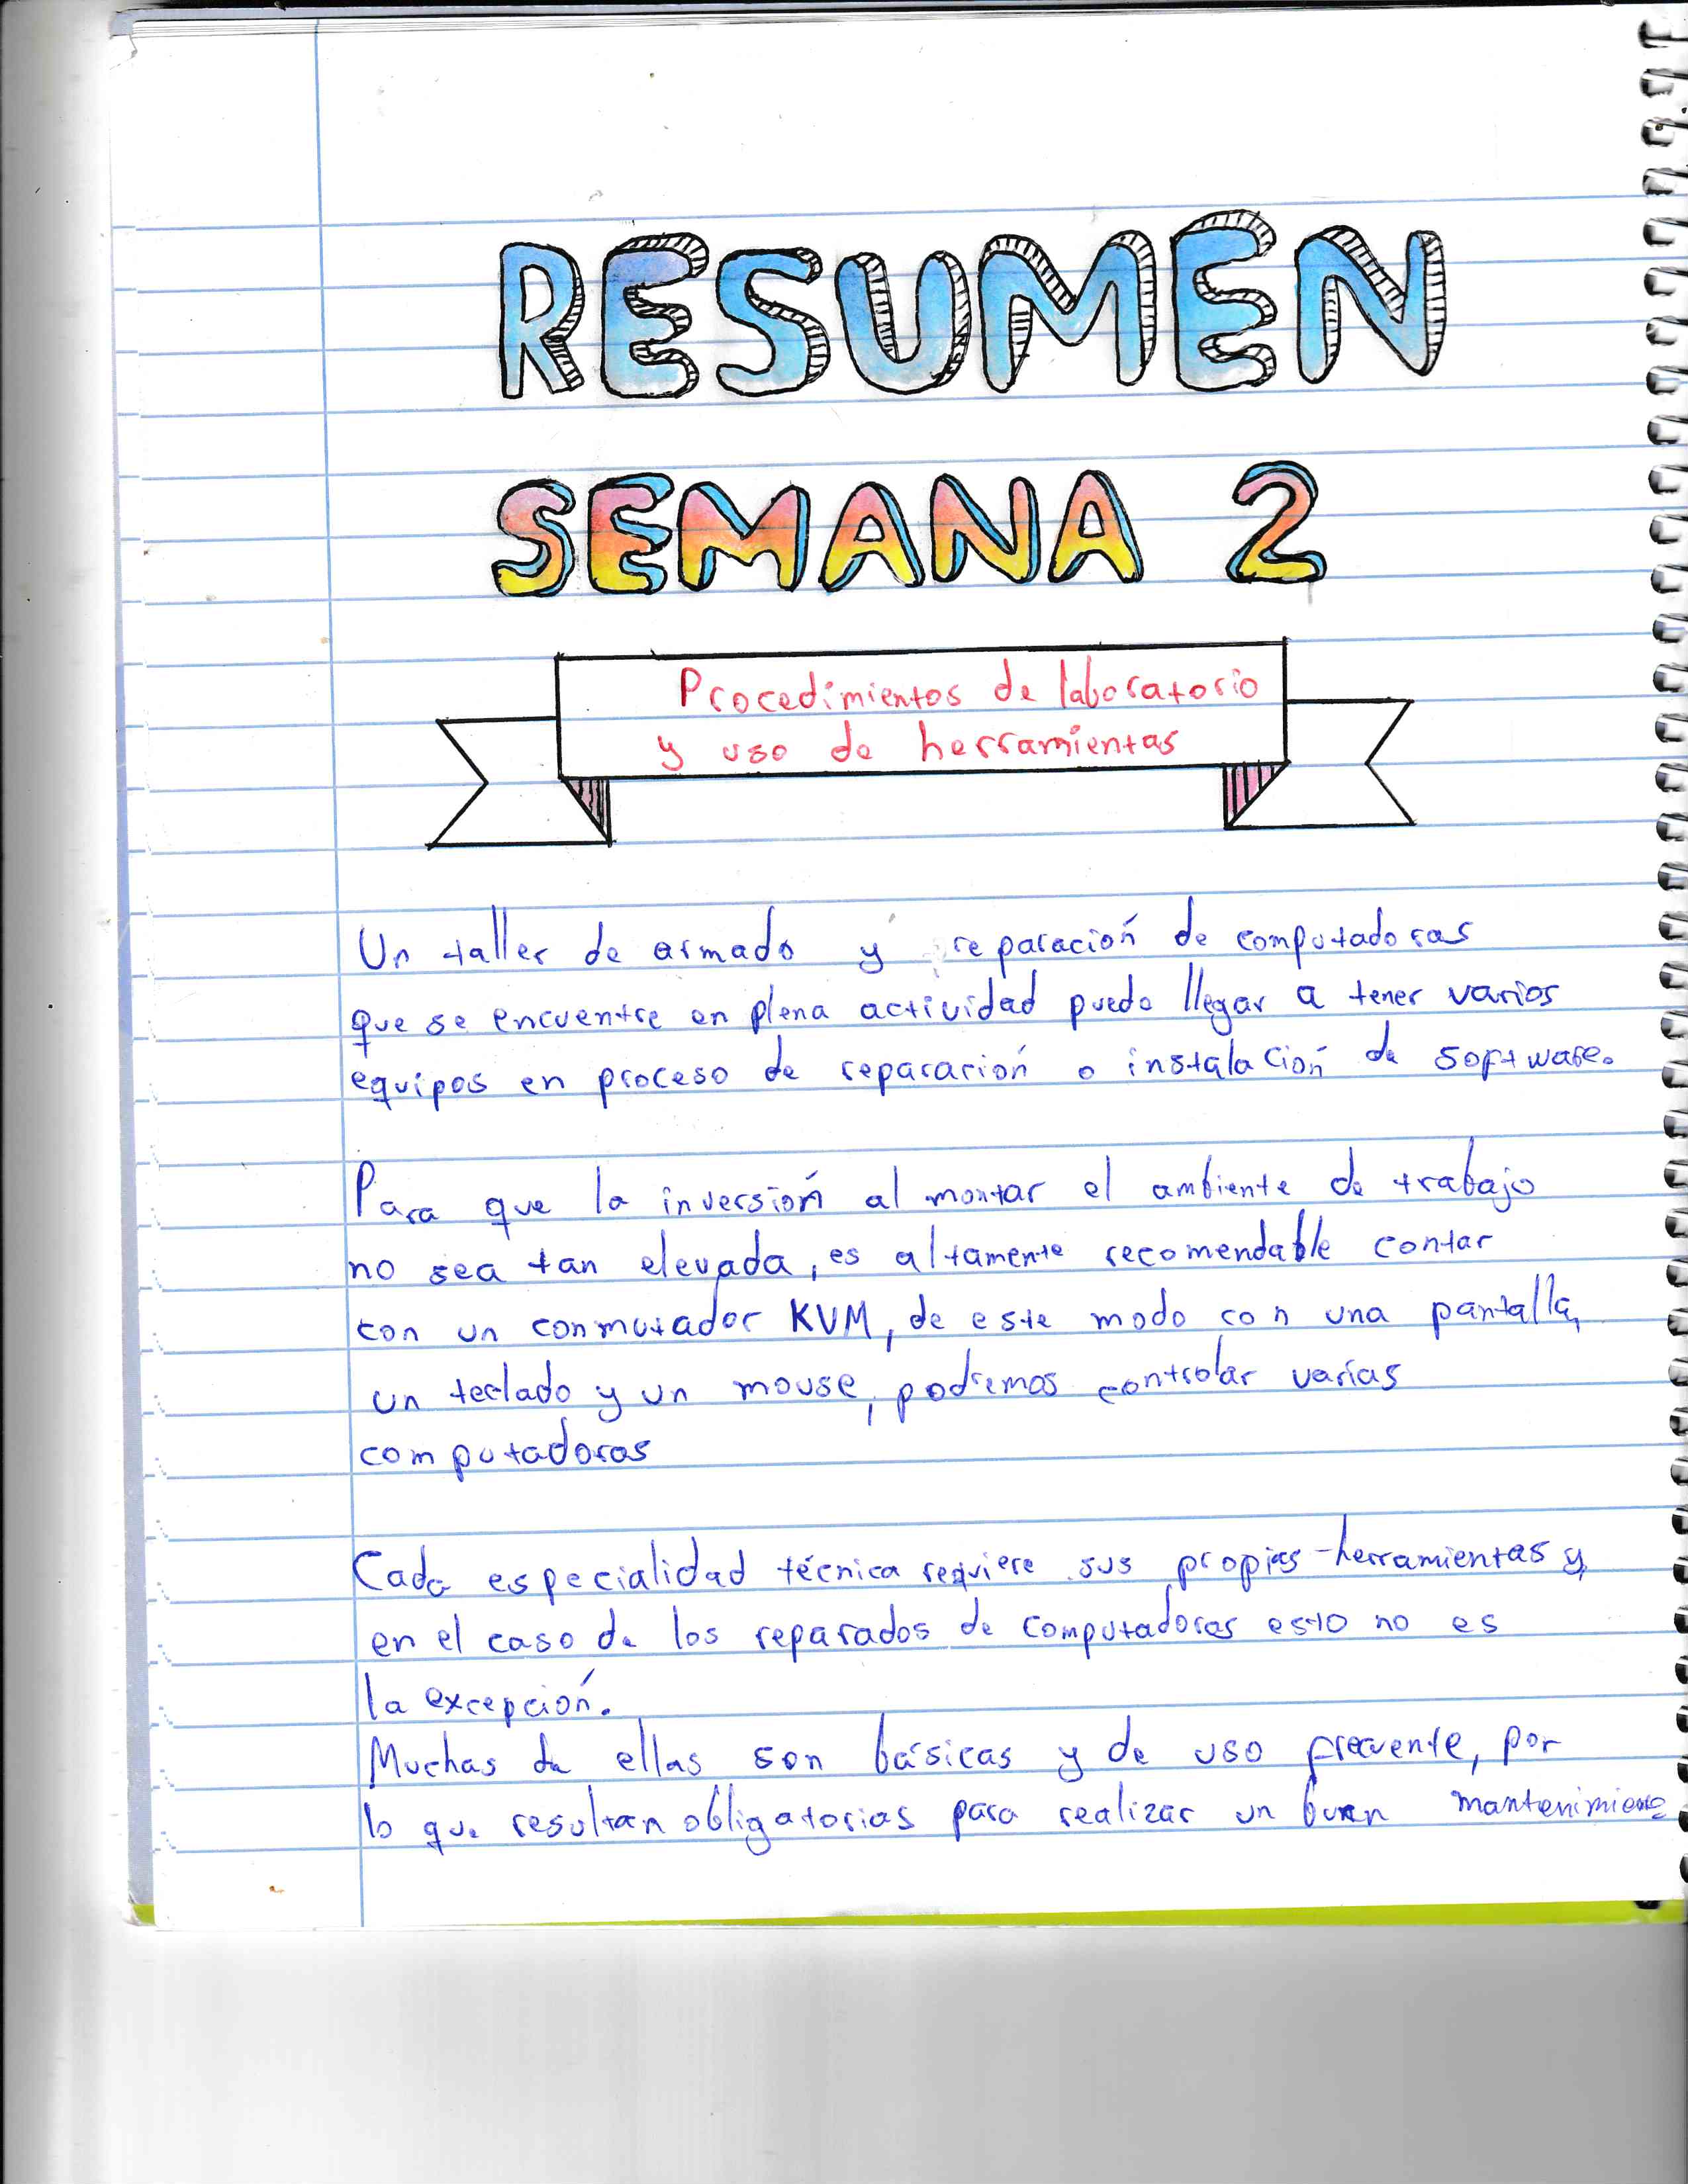 RESUMEN
SEMANA 2
Procedimientos de laboratorio
y uso de herramientas
Un taller de armado y reparación de computadoras
que se encuentre en plena actividad puede llegar a tener varios
equipos en proceso de reparación o instalación de software.
Para que la inversión al montar el ambiente de trabajo
no sea tan elevada, es altamente recomendable contar
con un conmutador KVM, de este modo con una pantalla,
un teclado y un mouse, podremos controlar varias
computadoras
Cada especialidad técnica requiere sus propias herramientas y
en el caso de los reparados de computadoras esto no es
la excepción.
Muchas de ellas son básicas y de uso frecuente, por
lo que resultan obligatorias para realizar un buen mantenimiento